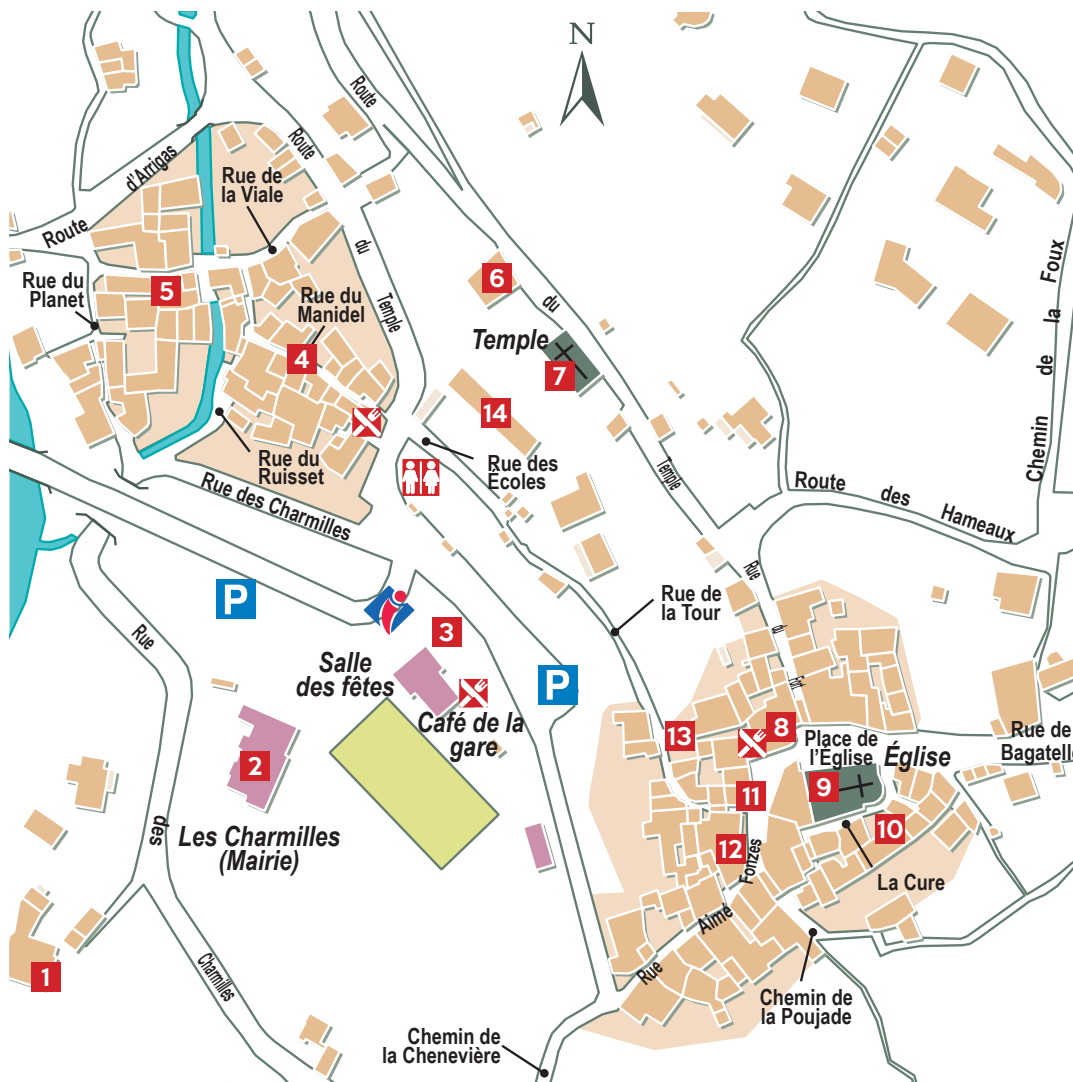 N
Route
Route
d'Arrigas
Rue de
la Viale
Route
du
Temple
Rue du
Planet
5
Rue du
Manidel
4
6
du
Temple
7
14
Chemin de la Foux
Rue du
Ruisset
Rue des
Écoles
Rue des Charmilles
Temple
Route des Hameaux
P
Rue
Rue
du
Fort
Rue de
la Tour
3
Salle
des fêtes
P
Café de la
gare
13
8
Place de
l'Église
Église
Rue de
Bagatelle
2
9
11
10
12
des
Les Charmilles
(Mairie)
Fonzes
La Cure
Aimé
Rue
1
Charmilles
Chemin de
la Poujade
Chemin de
la Chenevière